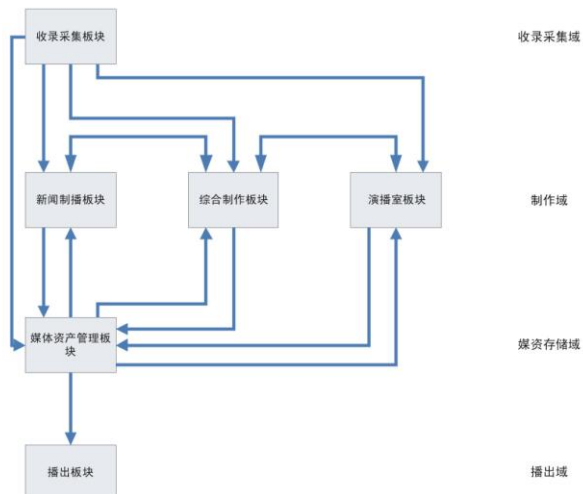 收录采集板块
收录采集域
新闻制播板块
综合制作板块
演播室板块
制作域
媒体资产管理板
块
媒资存储域
播出板块
播出域